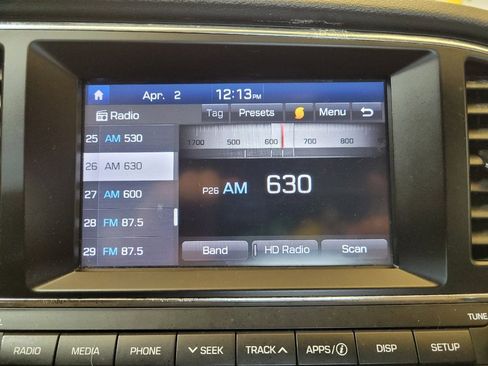 Apr. 2 12:13 PM
Radio Tag Presets Menu
25 AM 530
26 AM 630
27 AM 600
28 FM 87.5
29 FM 87.5
1700 500 600 700 800
P26 AM 630
Band HD Radio Scan
TUNE
RADIO MEDIA PHONE SEEK TRACK APPS/i DISP SETUP